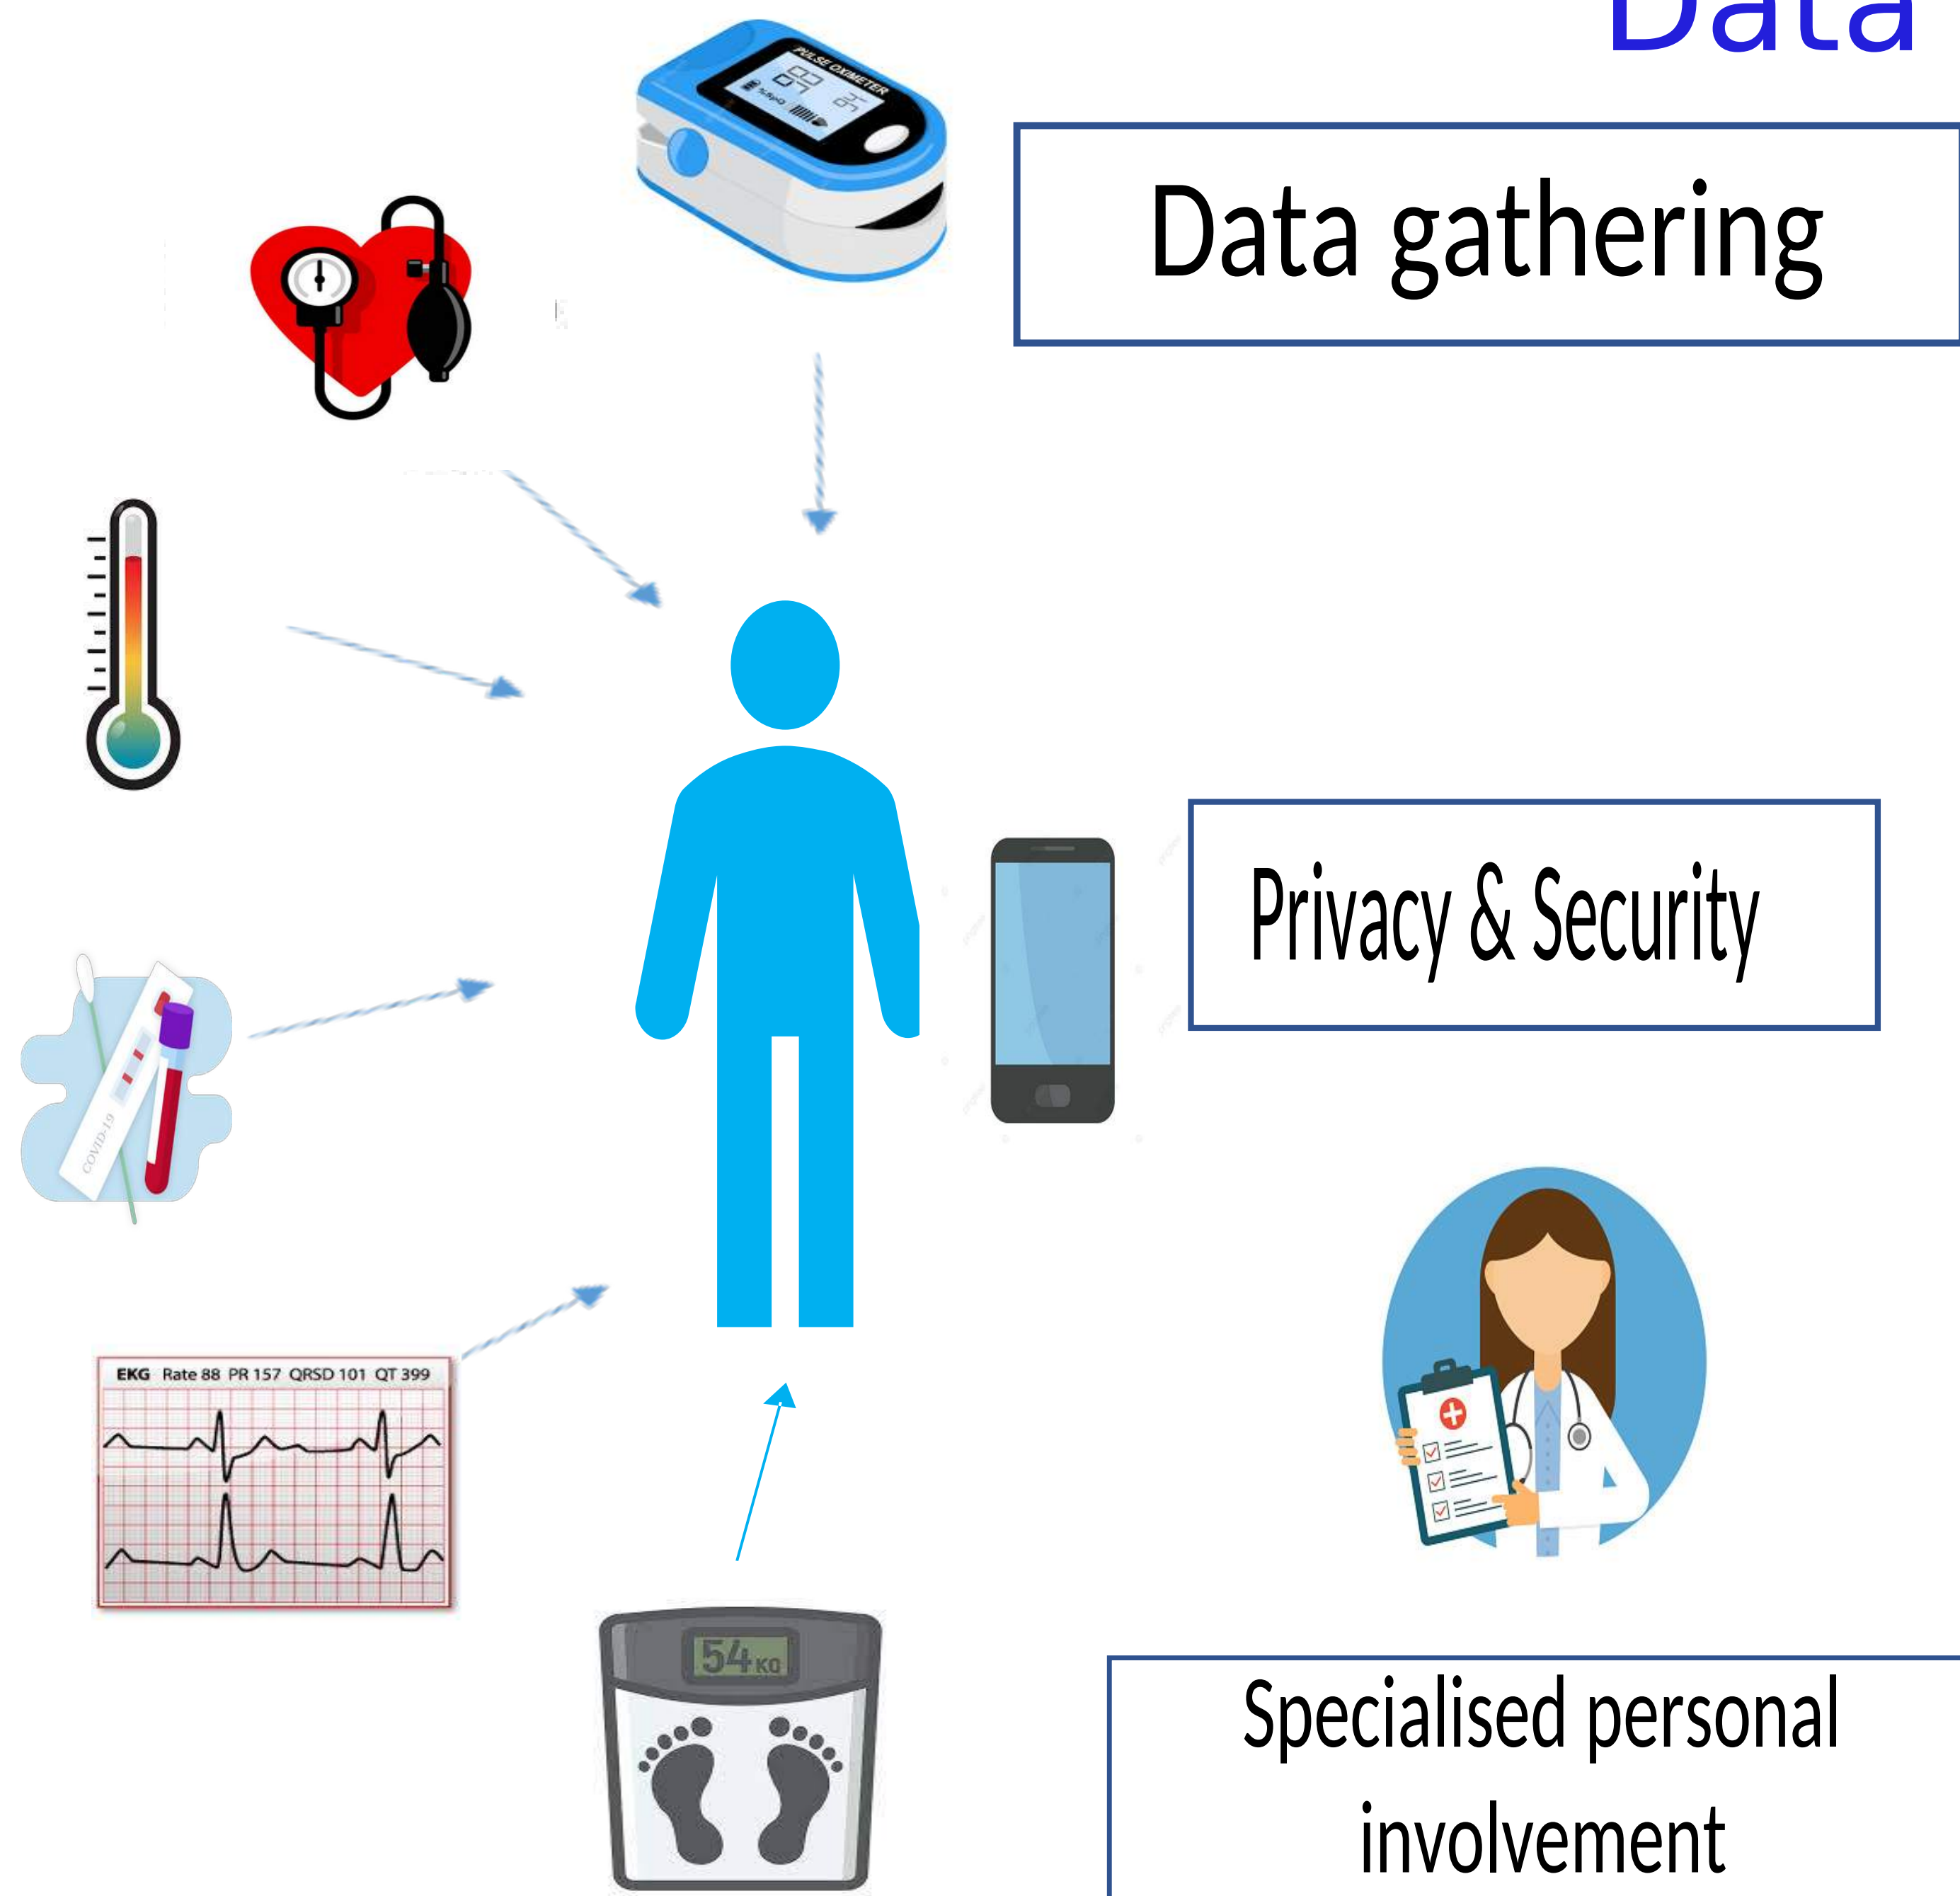 Data
PULSE OXIMETER
%SpO2
Data gathering
Privacy & Security
COVID-19
EKG Rate 88 PR 157 QRSD 101 QT 399
54 KG
Specialised personal
involvement